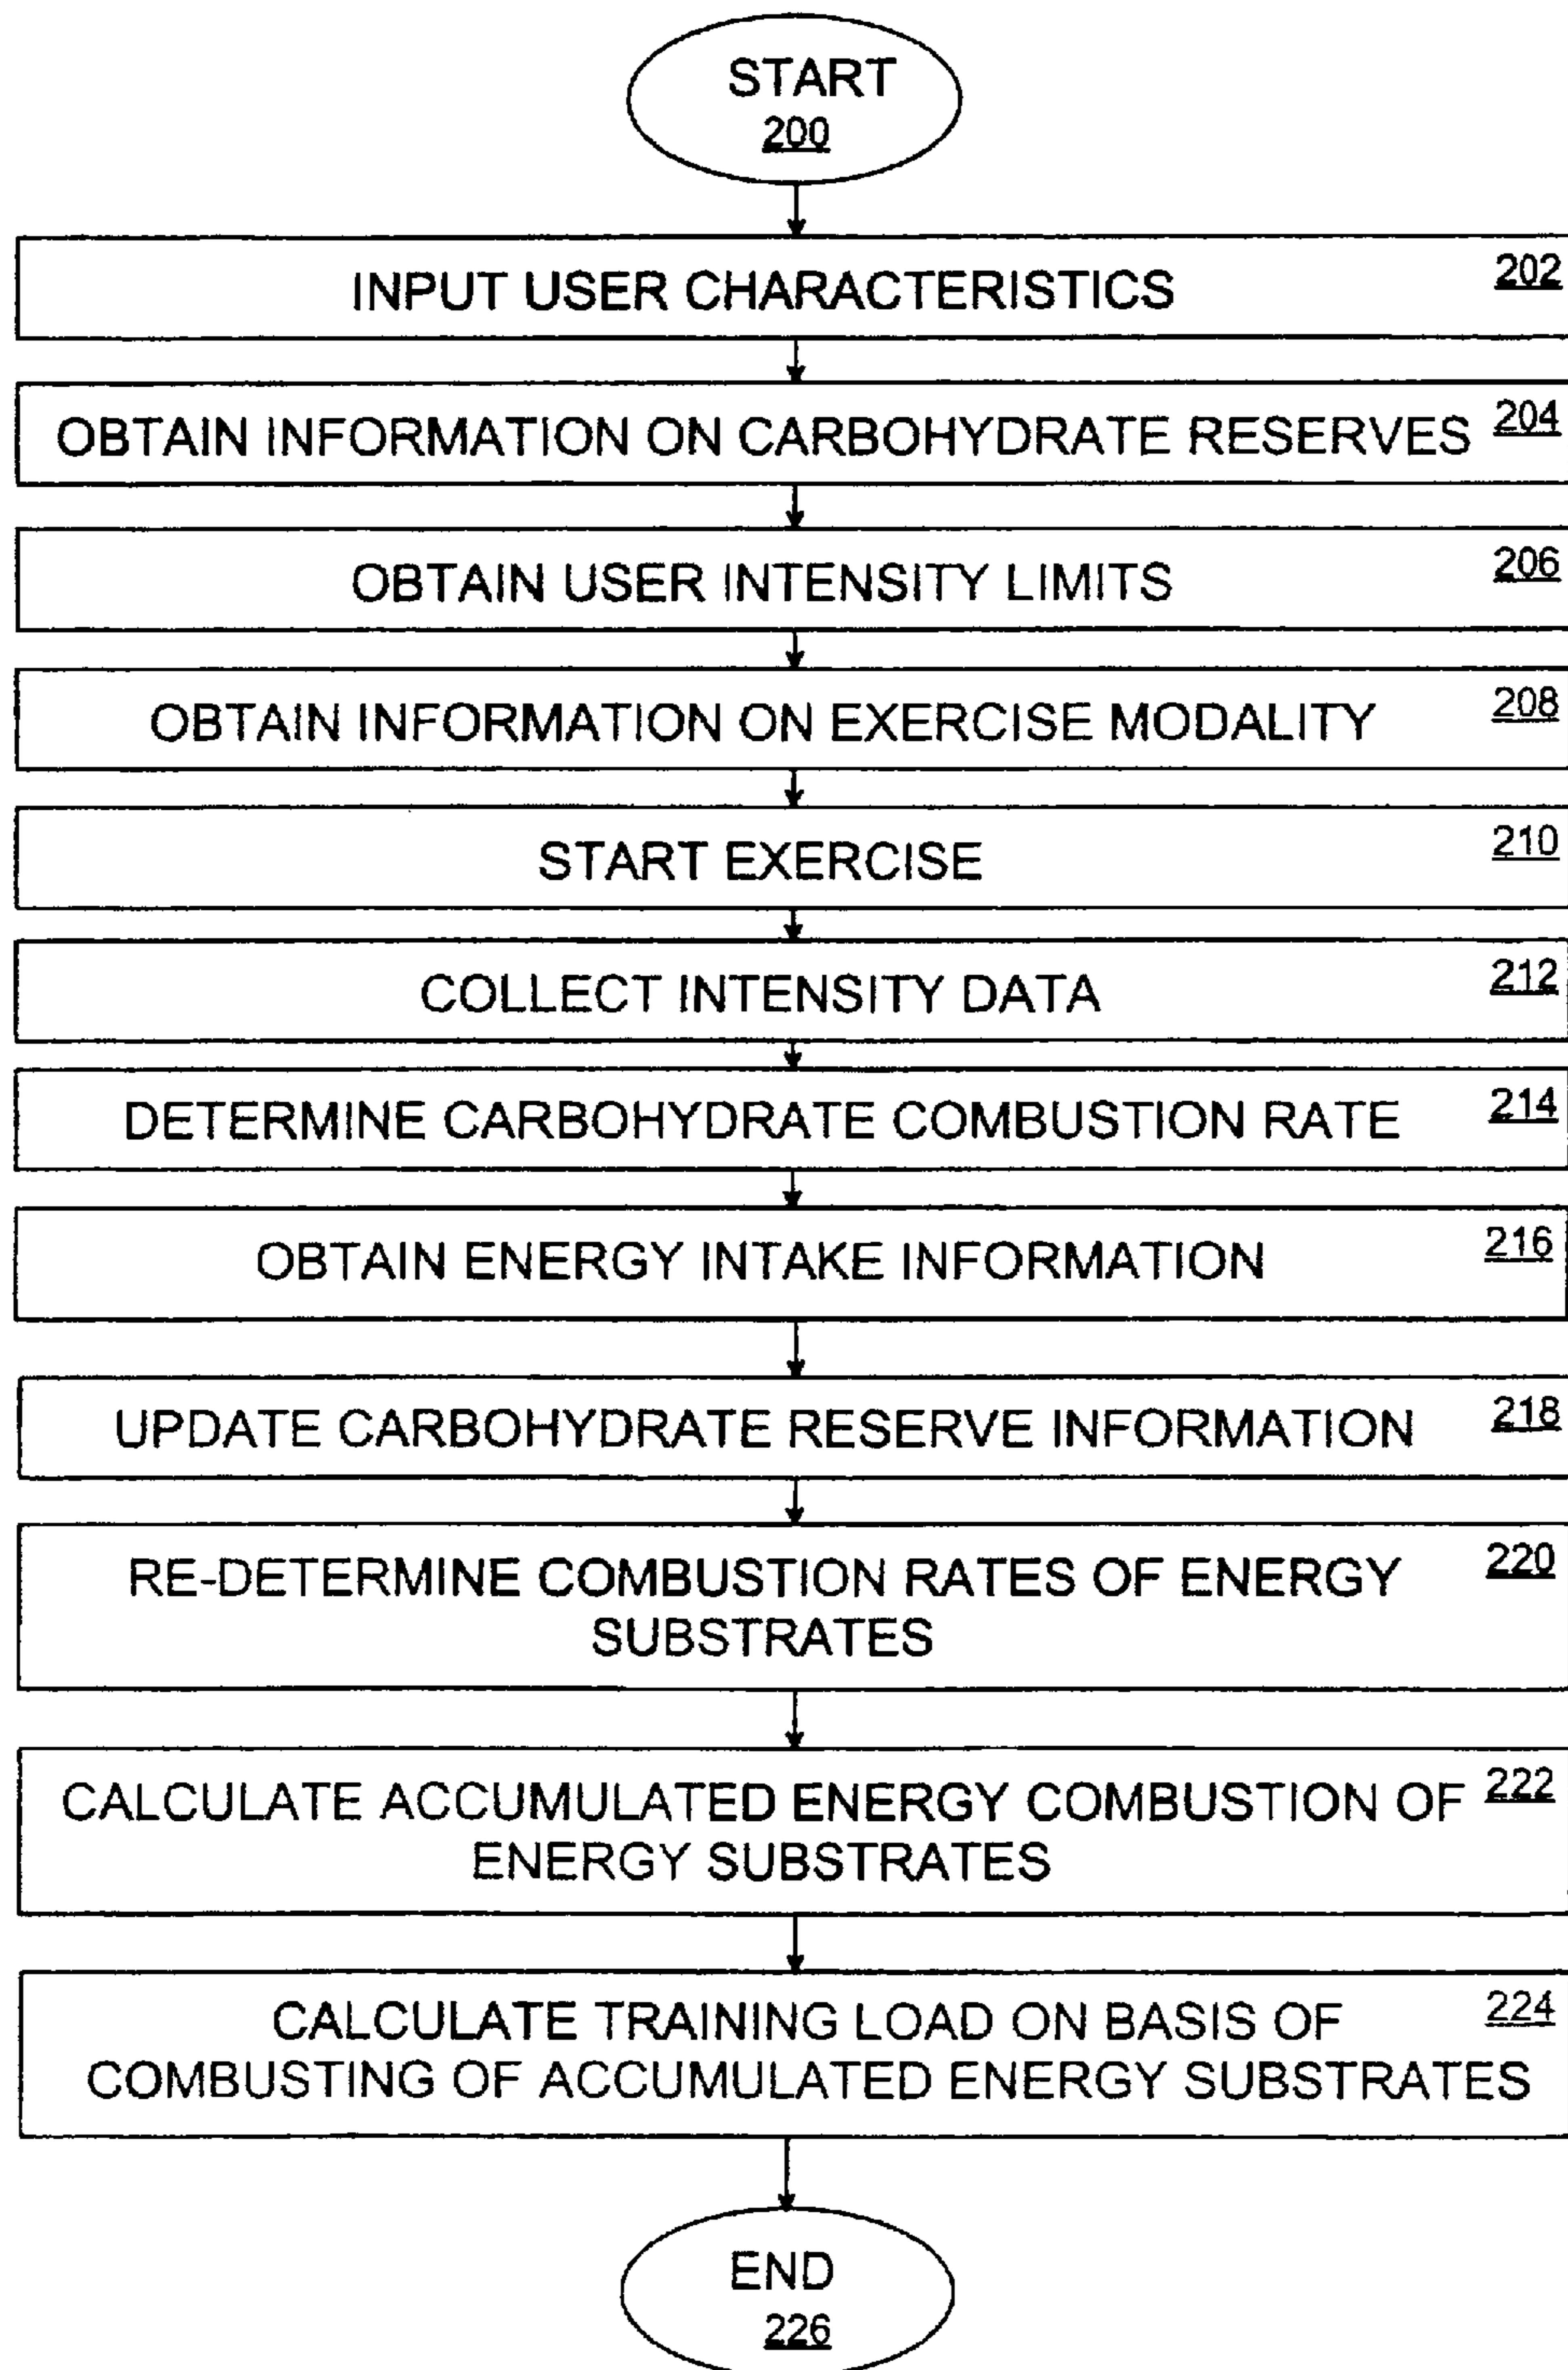 START
200
INPUT USER CHARACTERISTICS 202
OBTAIN INFORMATION ON CARBOHYDRATE RESERVES 204
OBTAIN USER INTENSITY LIMITS 206
OBTAIN INFORMATION ON EXERCISE MODALITY 208
START EXERCISE 210
COLLECT INTENSITY DATA 212
DETERMINE CARBOHYDRATE COMBUSTION RATE 214
OBTAIN ENERGY INTAKE INFORMATION 216
UPDATE CARBOHYDRATE RESERVE INFORMATION 218
RE-DETERMINE COMBUSTION RATES OF ENERGY 220
SUBSTRATES
CALCULATE ACCUMULATED ENERGY COMBUSTION OF 222
ENERGY SUBSTRATES
CALCULATE TRAINING LOAD ON BASIS OF 224
COMBUSTING OF ACCUMULATED ENERGY SUBSTRATES
END
226